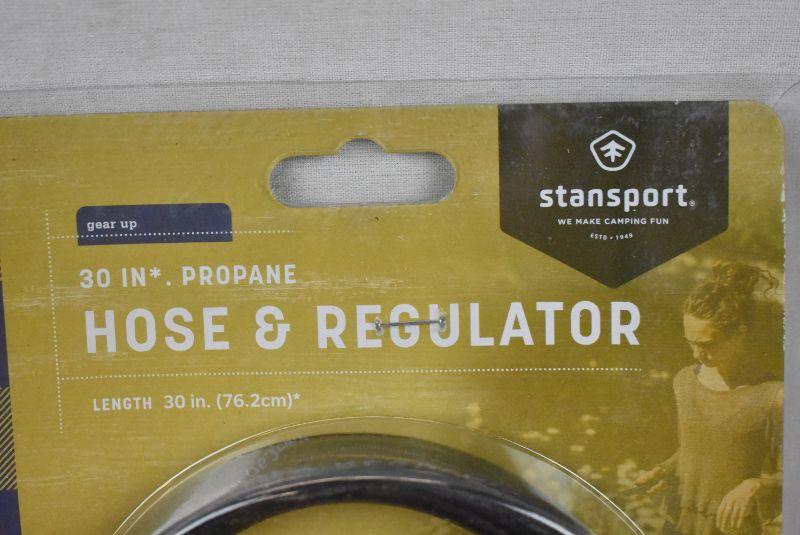 gear up
stansport®
WE MAKE CAMPING FUN
ESTD • 1949
30 IN*. PROPANE
HOSE & REGULATOR
LENGTH 30 in. (76.2cm)*